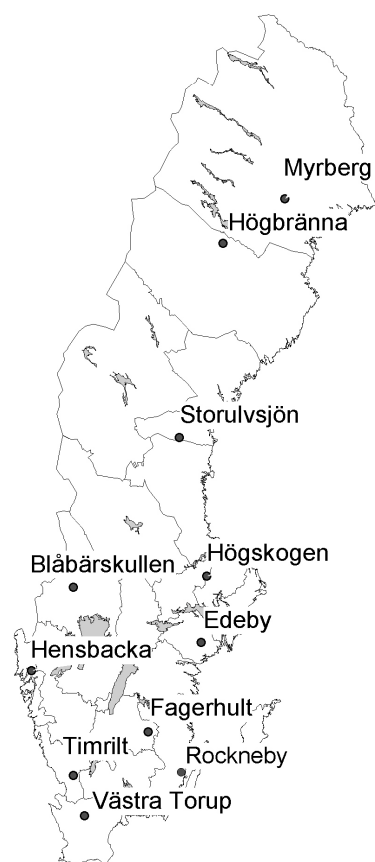 Myrberg
Högbränna
Storulvsjön
Högskogen
Blåbärskullen
Edeby
Hensbacka
Fagerhult
Timrilt
Rockneby
Västra Torup